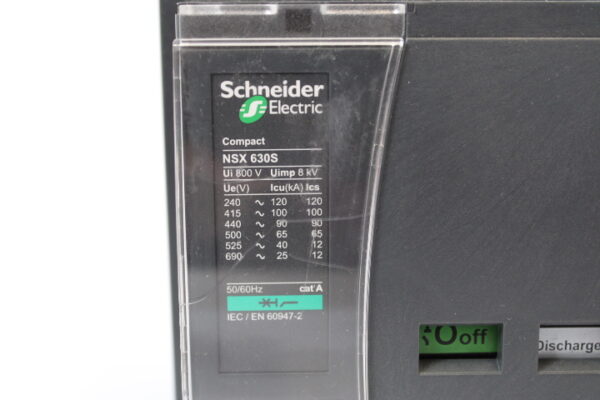 Schneider
Electric
Compact
NSX 630S
Ui 800 V Uimp 8 kV
Ue(V) Icu(kA) Ics
240 ~ 120 120
415 ~ 100 100
440 ~ 90 90
500 ~ 65 65
525 ~ 40 12
690 ~ 25 12
50/60Hz cat A
IEC / EN 60947-2
O off
Discharge